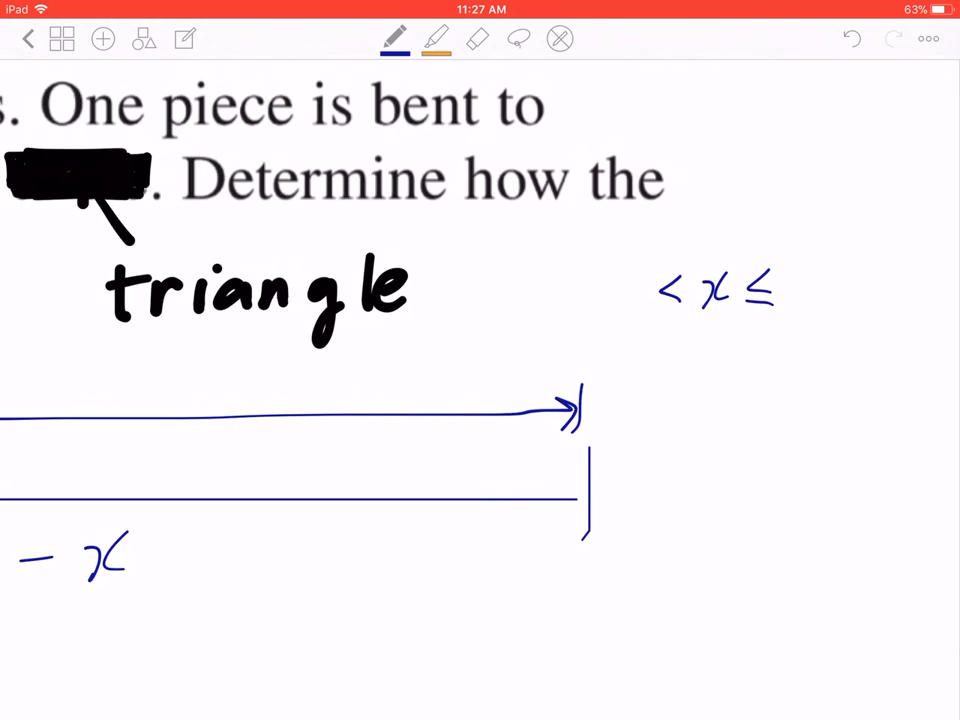 iPad 11:27 AM 63%
s. One piece is bent to
. Determine how the
triangle
< x ≤
− x